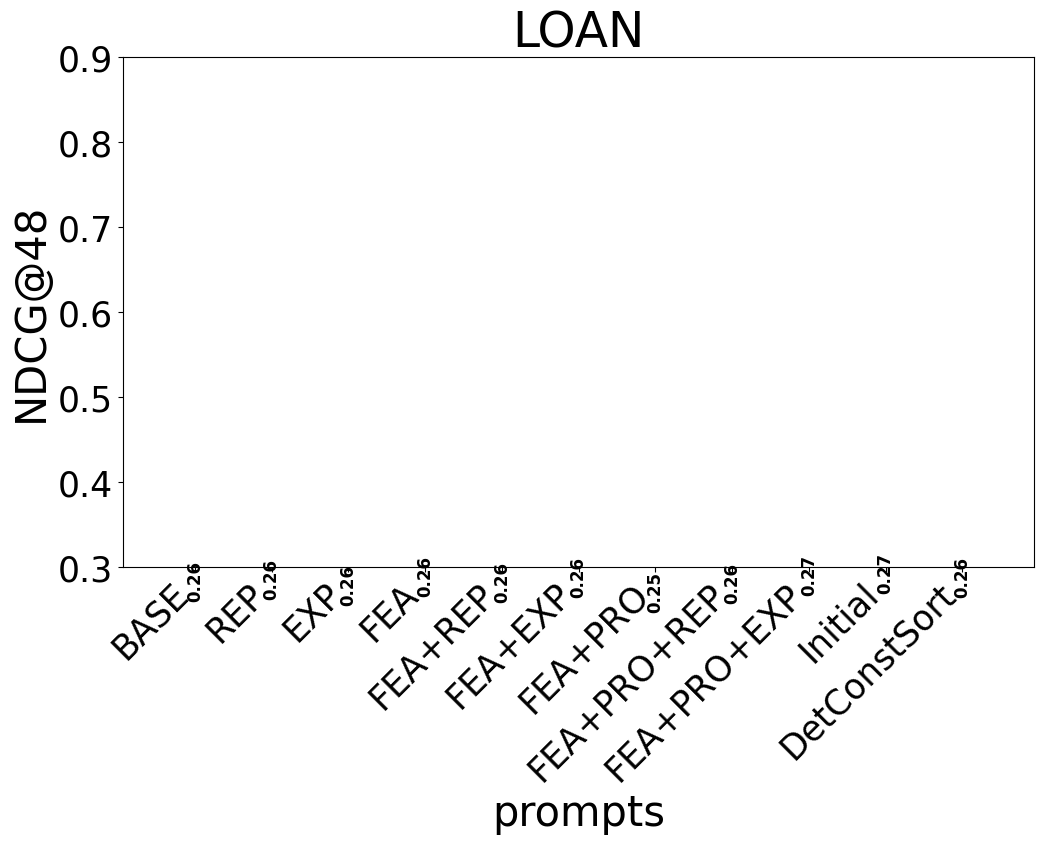 LOAN
NDCG@48
0.9
0.8
0.7
0.6
0.5
0.4
0.3
0.26
0.26
0.26
0.26
0.26
0.26
0.25
0.26
0.27
0.27
0.26
BASE
REP
EXP
FEA
FEA+REP
FEA+EXP
FEA+PRO
FEA+PRO+REP
FEA+PRO+EXP
Initial
DetConstSort
prompts